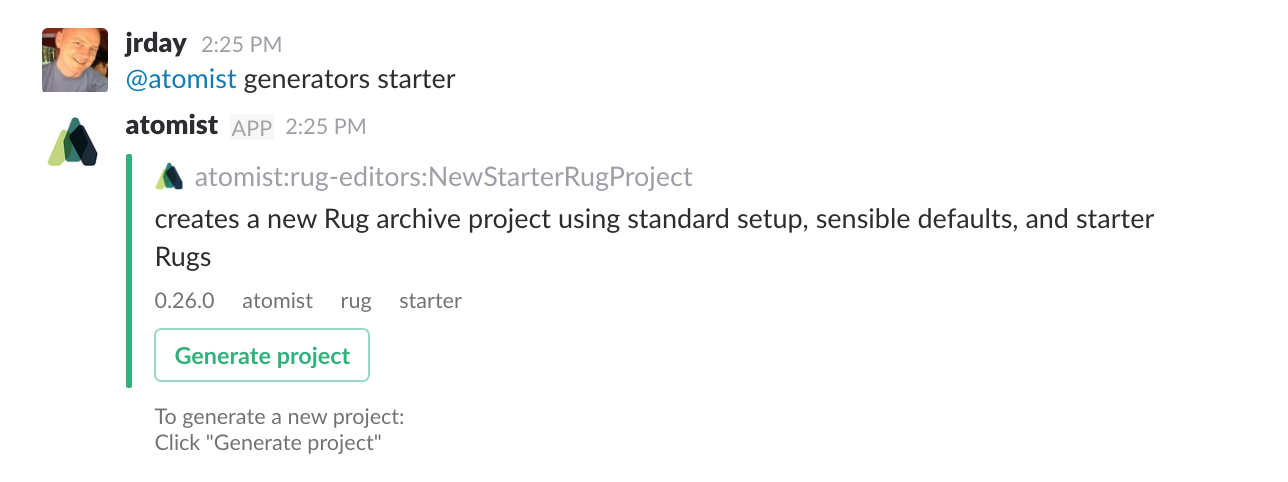 jrday 2:25 PM
@atomist generators starter
atomist APP 2:25 PM
atomist:rug-editors:NewStarterRugProject
creates a new Rug archive project using standard setup, sensible defaults, and starter
Rugs
0.26.0 atomist rug starter
Generate project
To generate a new project:
Click "Generate project"